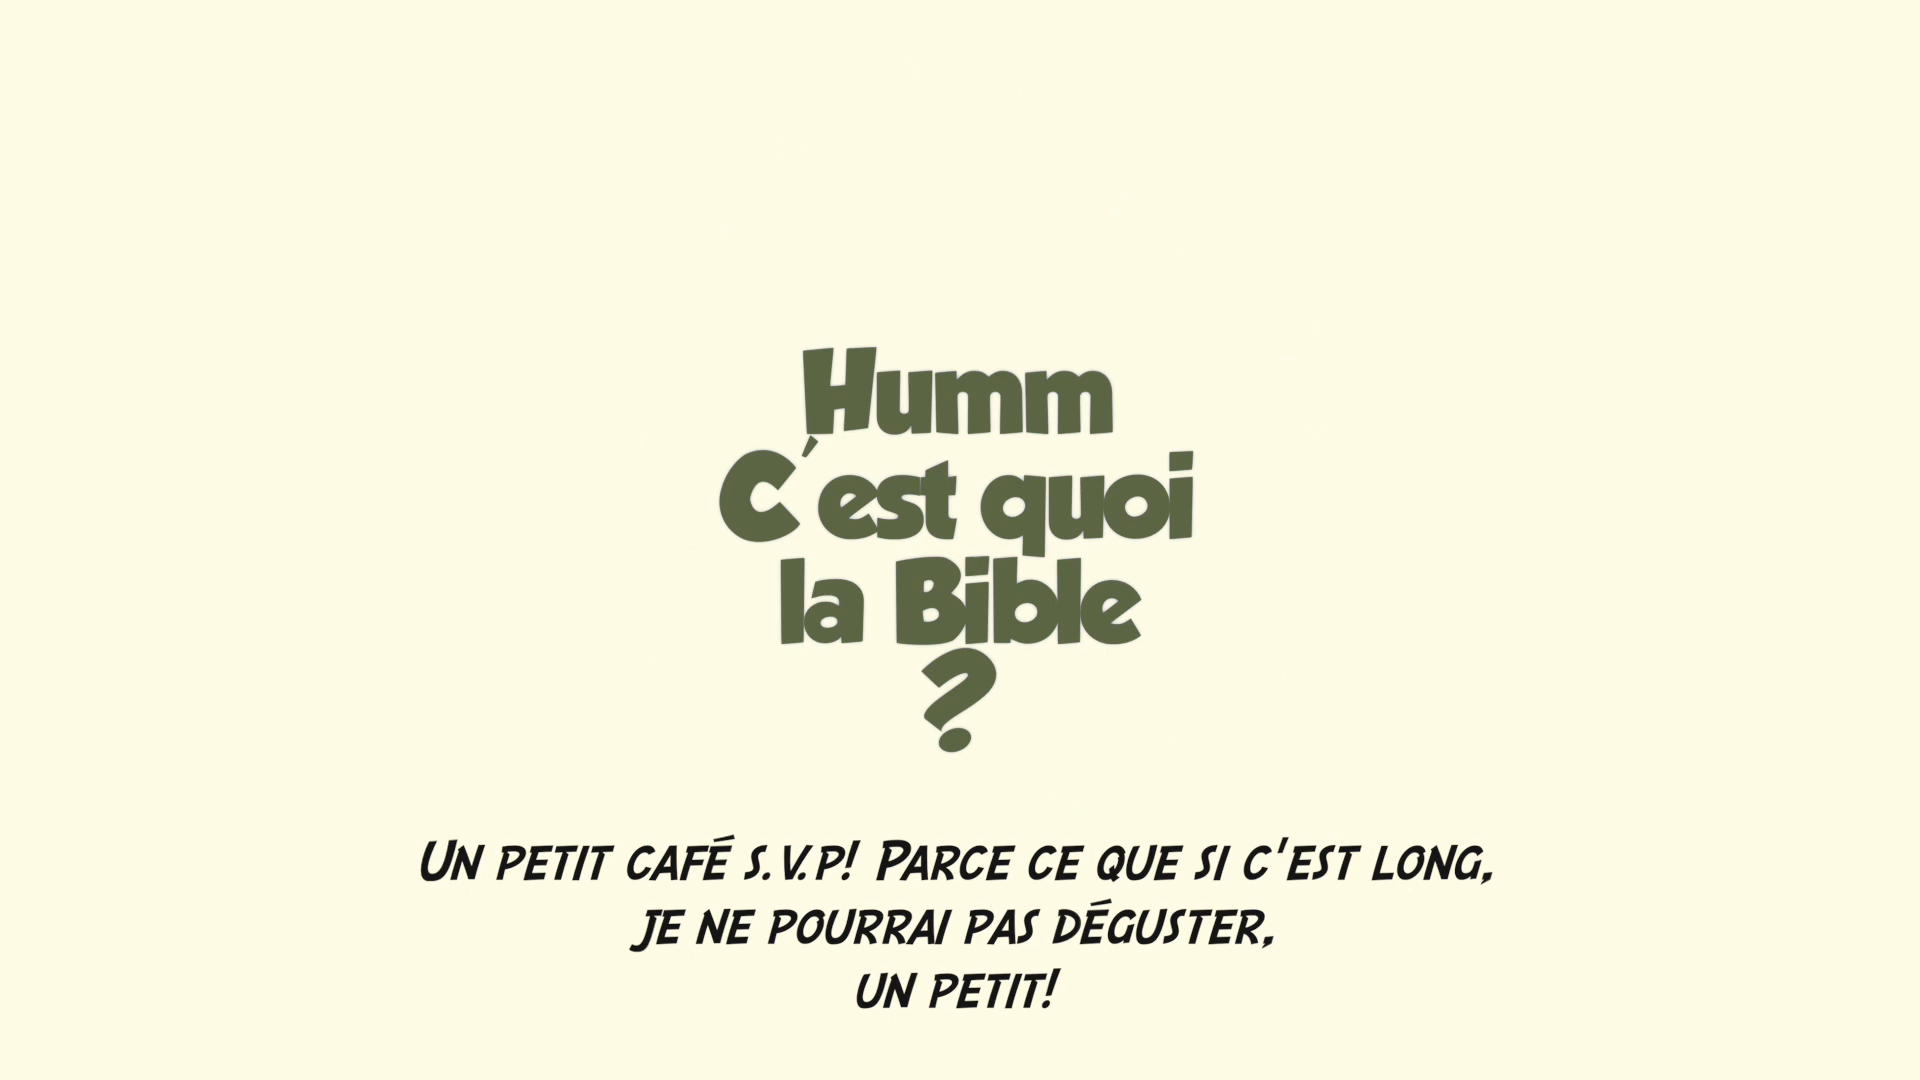 Humm
C'est quoi
la Bible
?
Un petit café s.v.p! Parce ce que si c'est long,
je ne pourrai pas déguster,
un petit!